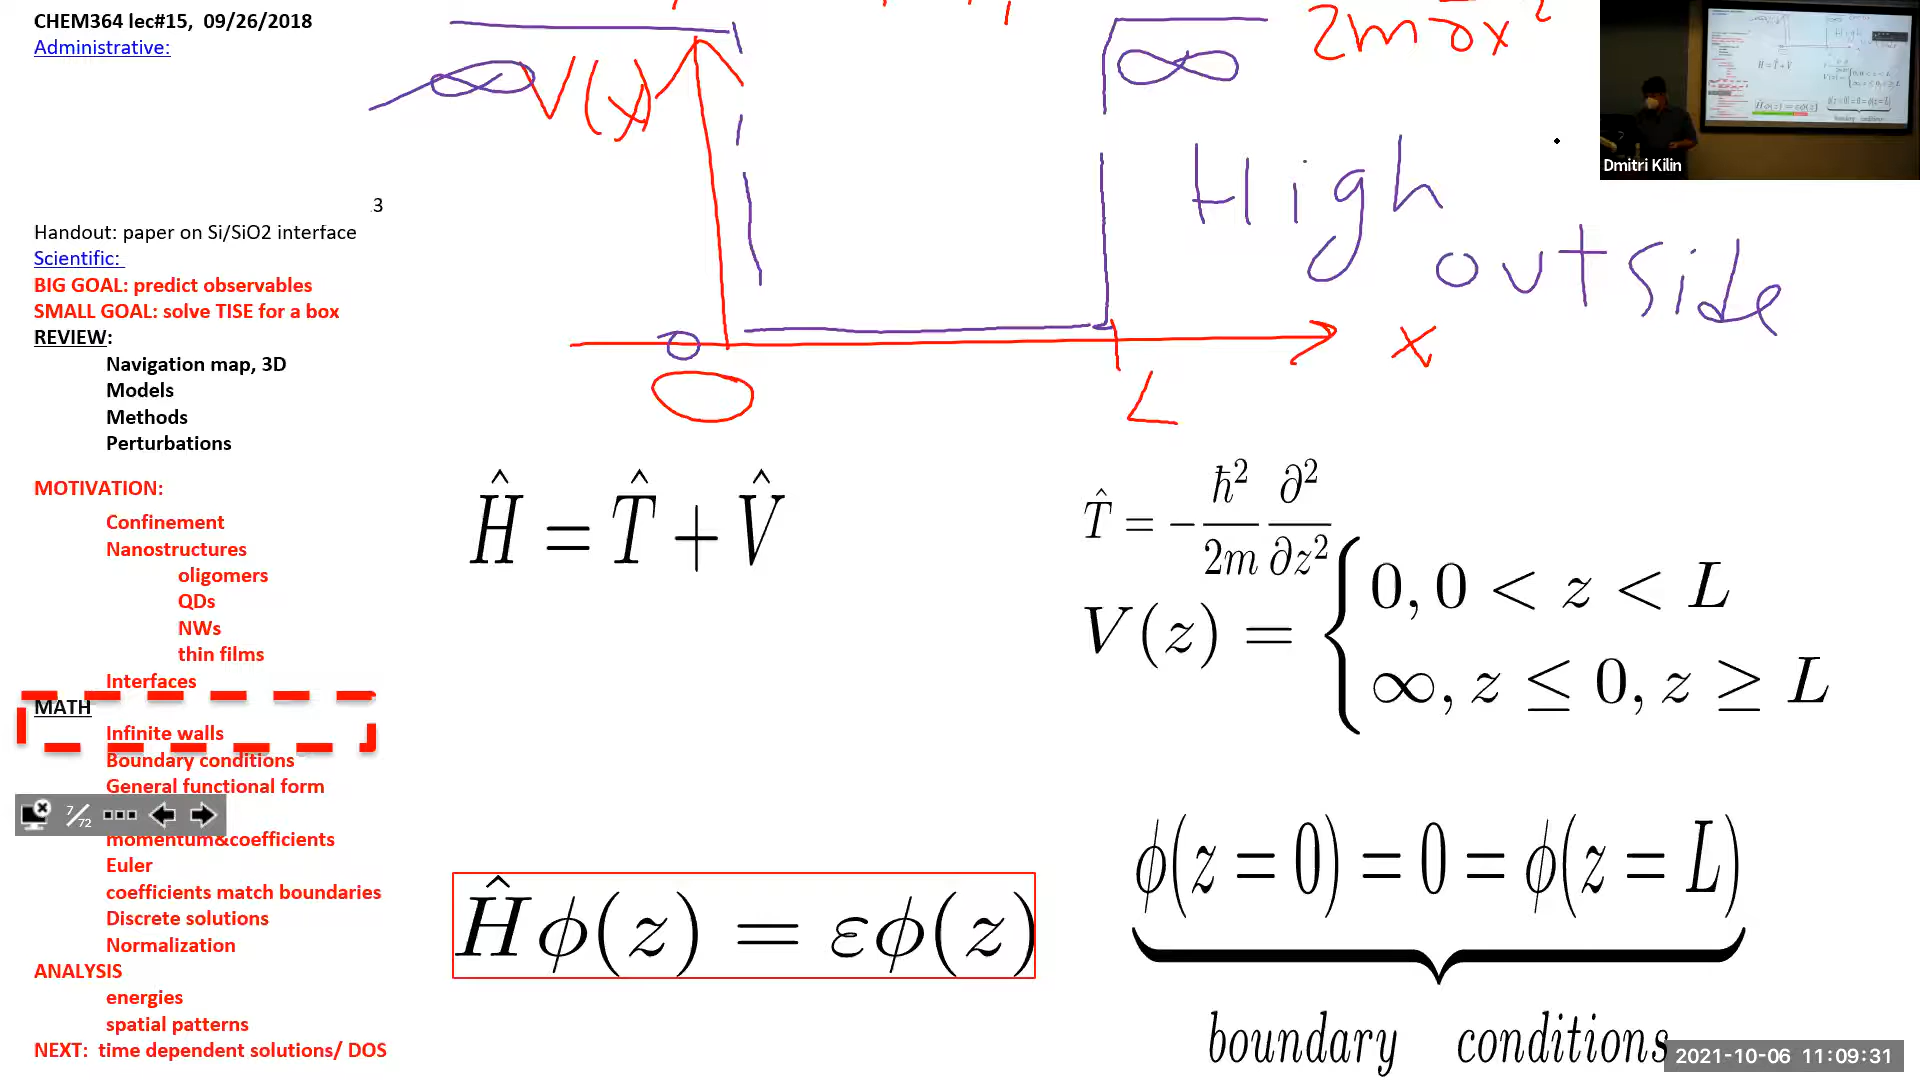 CHEM364 lec#15, 09/26/2018
Administrative:
3
Handout: paper on Si/SiO2 interface
Scientific:
BIG GOAL: predict observables
SMALL GOAL: solve TISE for a box
REVIEW:
Navigation map, 3D
Models
Methods
Perturbations
MOTIVATION:
Confinement
Nanostructures
oligomers
QDs
NWs
thin films
Interfaces
MATH
Infinite walls
Boundary conditions
General functional form
7/72
momentum&coefficients
Euler
coefficients match boundaries
Discrete solutions
Normalization
ANALYSIS
energies
spatial patterns
NEXT: time dependent solutions/ DOS
∞ V(x)
∞
2m ∂x²
High
outside
0
x
L
Ĥ = T̂ + V̂
T̂ = −ħ²/2m ∂²/∂z²
V(z) = { 0, 0 < z < L
∞, z ≤ 0, z ≥ L
Ĥϕ(z) = εϕ(z)
ϕ(z = 0) = 0 = ϕ(z = L)
boundary conditions
Dmitri Kilin
2021-10-06 11:09:31